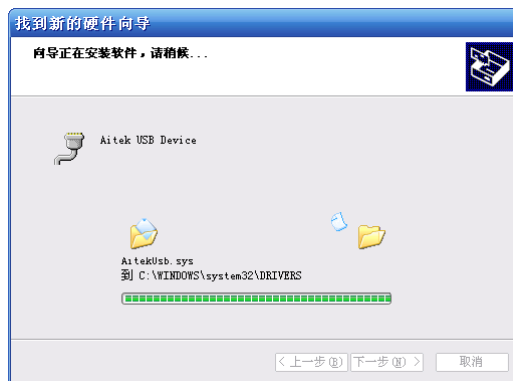 找到新的硬件向导
向导正在安装软件，请稍候...
Aitek USB Device
AitekUsb.sys
到 C:\WINDOWS\system32\DRIVERS
< 上一步(B) 下一步(N) > 取消